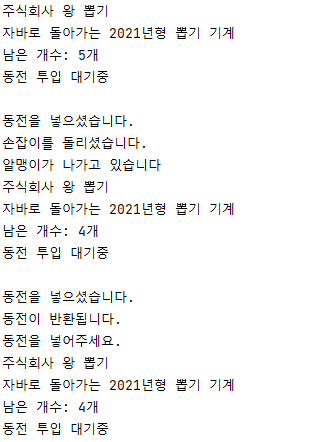 주식회사 왕 뽑기
자바로 돌아가는 2021년형 뽑기 기계
남은 개수: 5개
동전 투입 대기중
동전을 넣으셨습니다.
손잡이를 돌리셨습니다.
알맹이가 나가고 있습니다
주식회사 왕 뽑기
자바로 돌아가는 2021년형 뽑기 기계
남은 개수: 4개
동전 투입 대기중
동전을 넣으셨습니다.
동전이 반환됩니다.
동전을 넣어주세요.
주식회사 왕 뽑기
자바로 돌아가는 2021년형 뽑기 기계
남은 개수: 4개
동전 투입 대기중